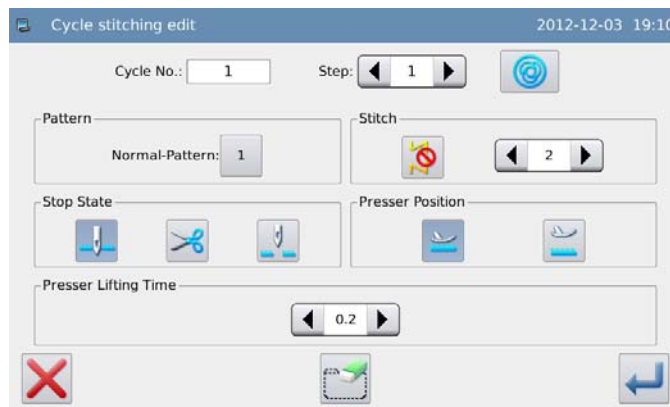 Cycle stitching edit 2012-12-03 19:10
Cycle No.: 1 Step: 1
Pattern Stitch
Normal-Pattern: 1 2
Stop State Presser Position
Presser Lifting Time
0.2